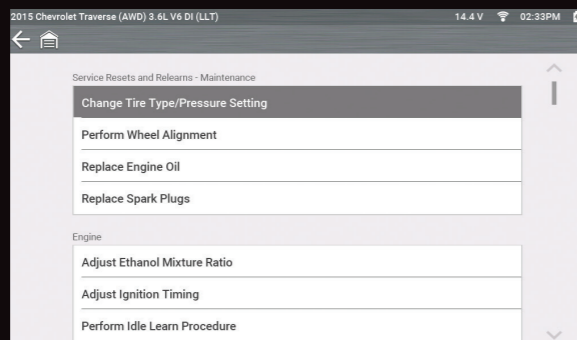 2015 Chevrolet Traverse (AWD) 3.6L V6 DI (LLT) 14.4 V 02:33PM
Service Resets and Relearns - Maintenance
Change Tire Type/Pressure Setting
Perform Wheel Alignment
Replace Engine Oil
Replace Spark Plugs
Engine
Adjust Ethanol Mixture Ratio
Adjust Ignition Timing
Perform Idle Learn Procedure